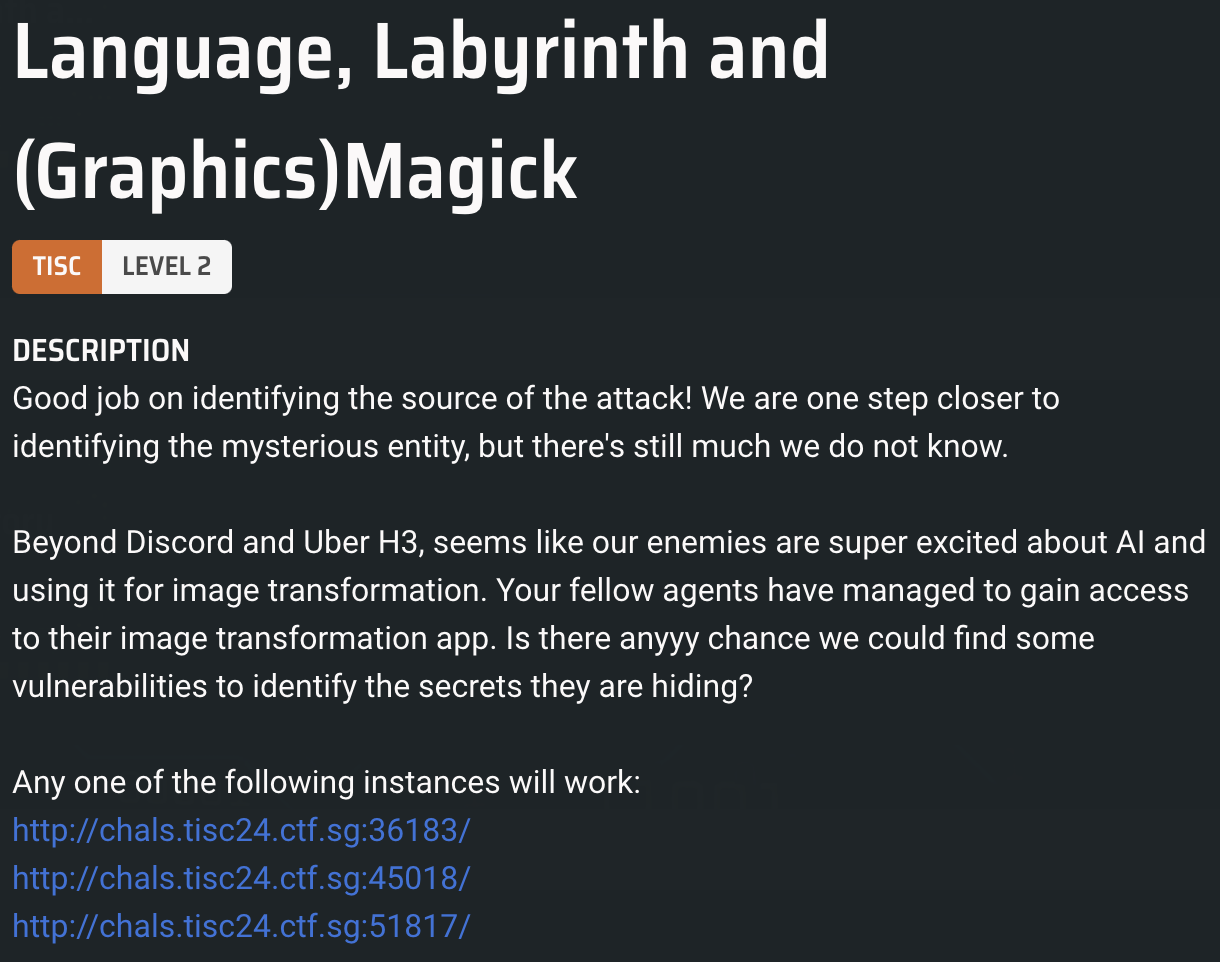 Language, Labyrinth and
(Graphics)Magick
TISC LEVEL 2
DESCRIPTION
Good job on identifying the source of the attack! We are one step closer to
identifying the mysterious entity, but there's still much we do not know.
Beyond Discord and Uber H3, seems like our enemies are super excited about AI and
using it for image transformation. Your fellow agents have managed to gain access
to their image transformation app. Is there anyyy chance we could find some
vulnerabilities to identify the secrets they are hiding?
Any one of the following instances will work:
http://chals.tisc24.ctf.sg:36183/
http://chals.tisc24.ctf.sg:45018/
http://chals.tisc24.ctf.sg:51817/